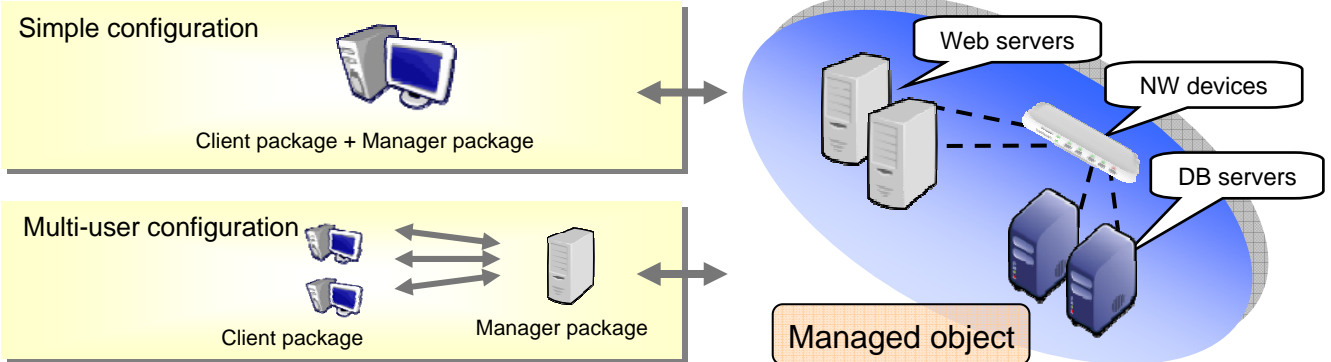 Simple configuration
Client package + Manager package
Multi-user configuration
Client package
Manager package
Web servers
NW devices
DB servers
Managed object